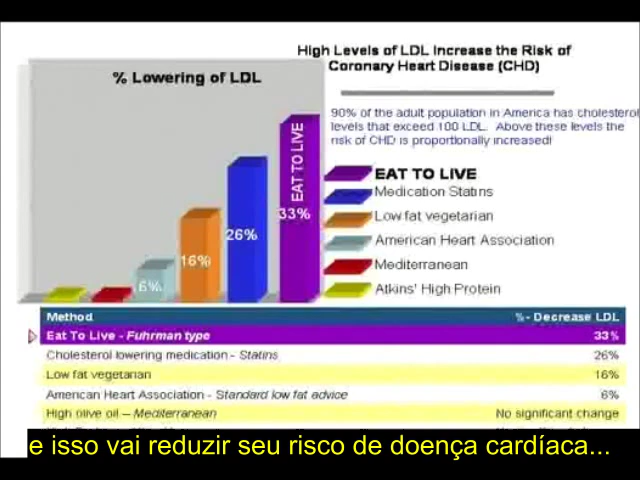 High Levels of LDL Increase the Risk of
Coronary Heart Disease (CHD)
% Lowering of LDL
90% of the adult population in America has cholesterol
levels that exceed 100 LDL. Above these levels the
risk of CHD is proportionally increased!
EAT TO LIVE
33%
26%
16%
6%
EAT TO LIVE
Medication Statins
Low fat vegetarian
American Heart Association
Mediterranean
Atkins' High Protein
Method %- Decrease LDL
Eat To Live - Fuhrman type 33%
Cholesterol lowering medication - Statins 26%
Low fat vegetarian 16%
American Heart Association - Standard low fat advice 6%
High olive oil – Mediterranean No significant change
e isso vai reduzir seu risco de doença cardíaca...